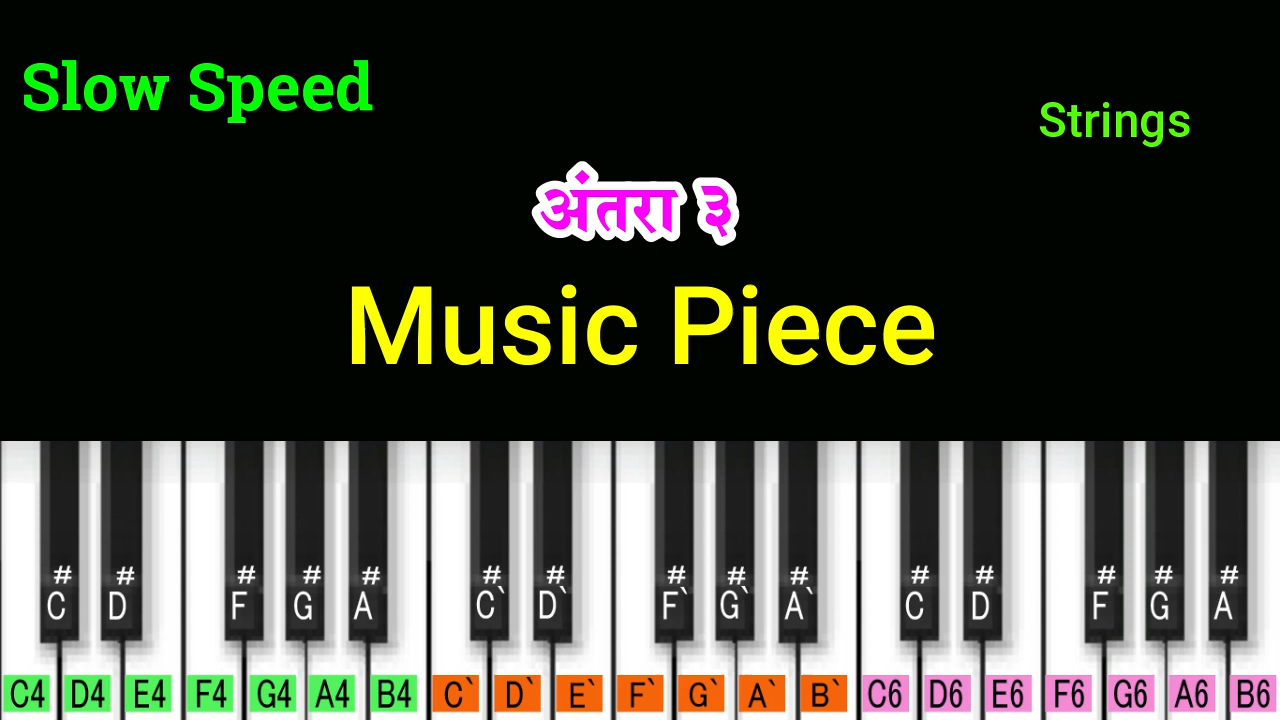 Slow Speed
Strings
अंतरा ३
Music Piece
# # # # # # # # # # # # # # #
C D F G A C` D` F` G` A` C D F G A
C4 D4 E4 F4 G4 A4 B4 C` D` E` F` G` A` B` C6 D6 E6 F6 G6 A6 B6